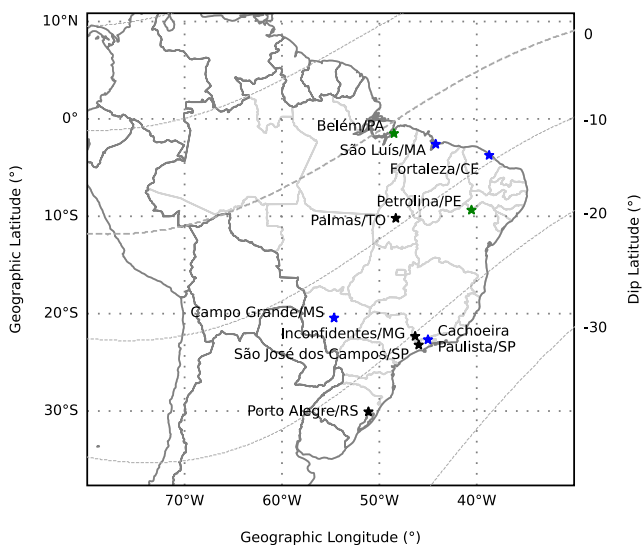 10°N
0
0°
Belém/PA
-10
São Luís/MA
Fortaleza/CE
Petrolina/PE
10°S
Palmas/TO
-20
Geographic Latitude (°)
Dip Latitude (°)
20°S
Campo Grande/MS
Inconfidentes/MG
Cachoeira
Paulista/SP
-30
São José dos Campos/SP
30°S
Porto Alegre/RS
70°W
60°W
50°W
40°W
Geographic Longitude (°)